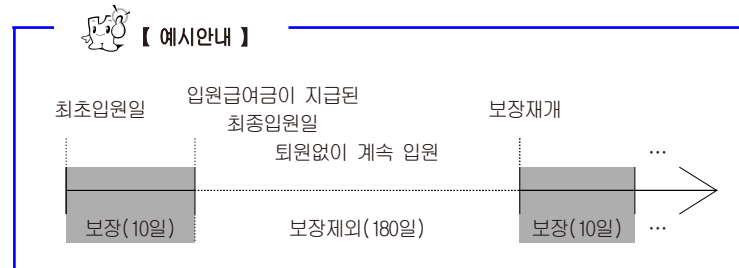 【 예시안내 】
최초입원일
입원급여금이 지급된
최종입원일
보장재개
퇴원없이 계속 입원
…
보장(10일)
보장제외(180일)
보장(10일)
…